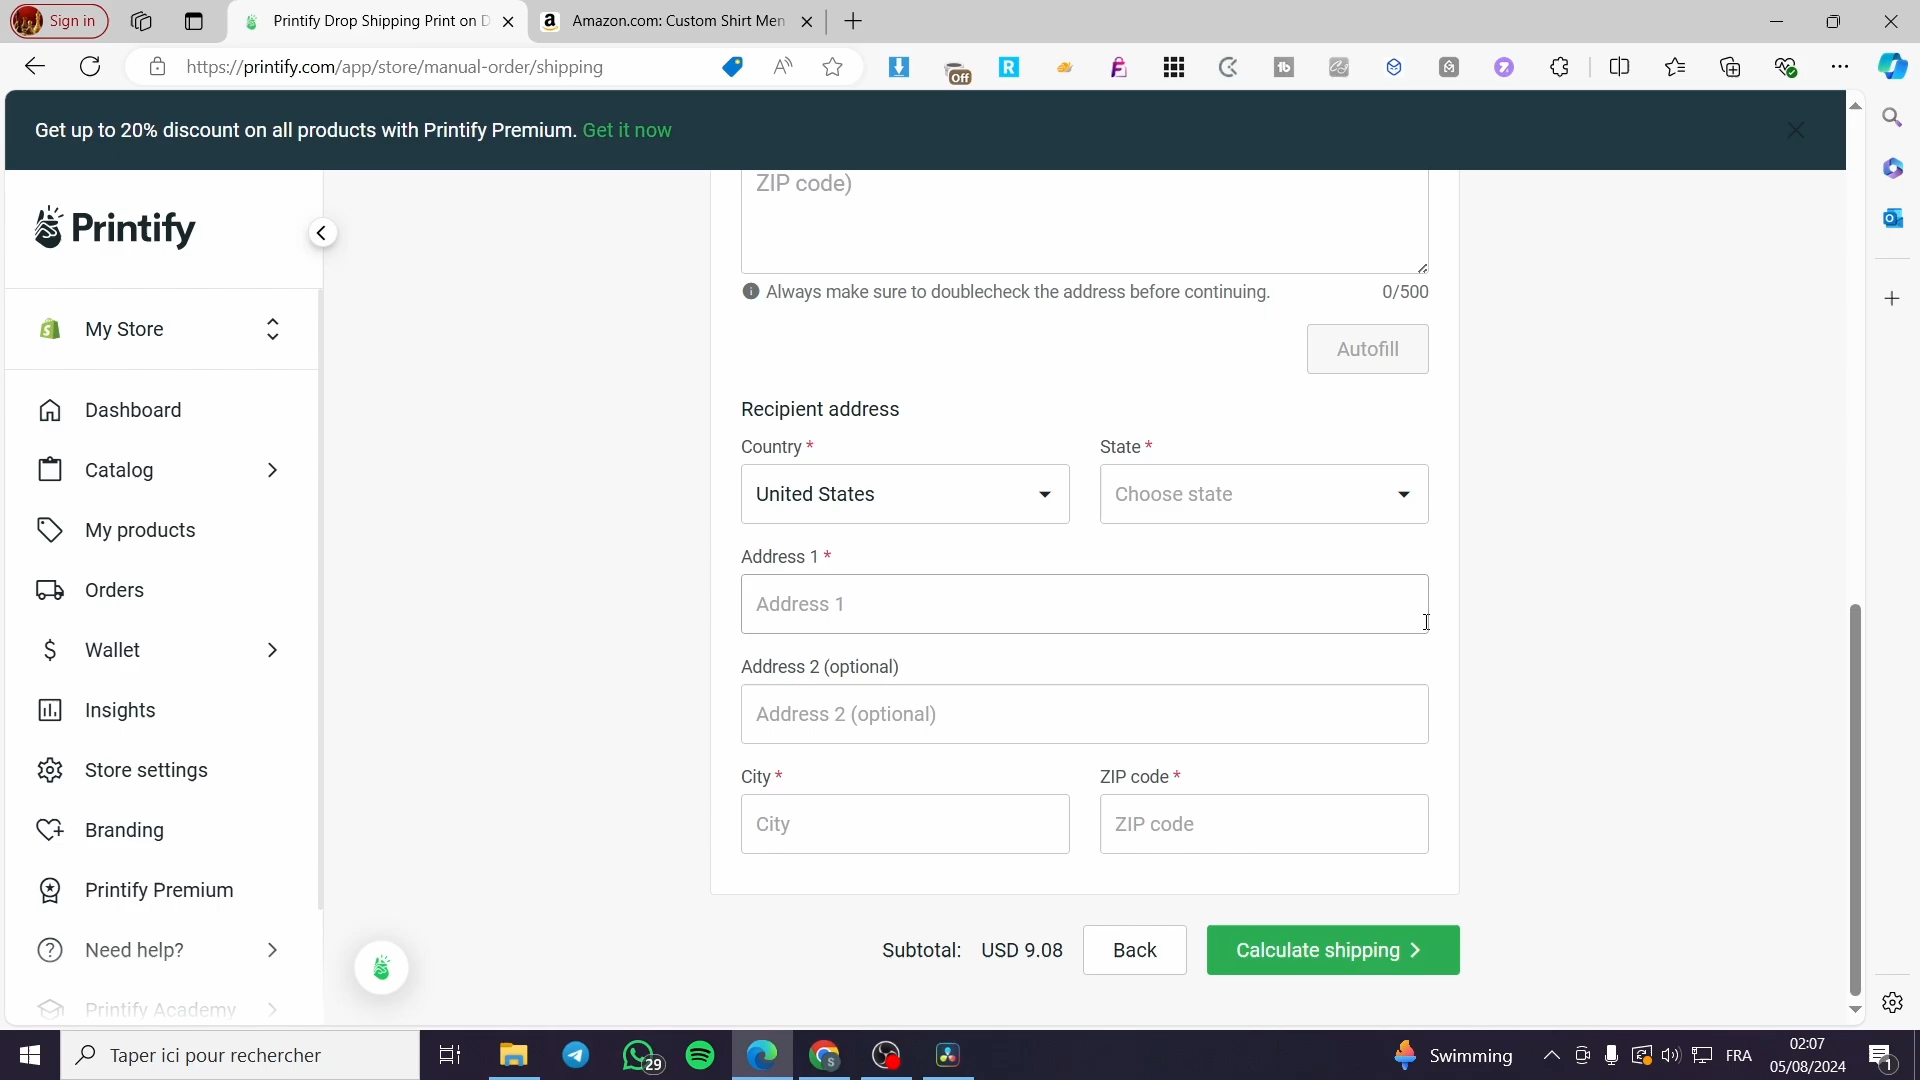 Sign in
Printify Drop Shipping Print on D
Amazon.com: Custom Shirt Men
https://printify.com/app/store/manual-order/shipping
Off
Get up to 20% discount on all products with Printify Premium. Get it now
Printify
My Store
Dashboard
Catalog
My products
Orders
Wallet
Insights
Store settings
Branding
Printify Premium
Need help?
Printify Academy
ZIP code)
Always make sure to doublecheck the address before continuing.
0/500
Autofill
Recipient address
Country *
State *
United States
Choose state
Address 1 *
Address 1
Address 2 (optional)
Address 2 (optional)
City *
ZIP code *
City
ZIP code
Subtotal: USD 9.08
Back
Calculate shipping
Taper ici pour rechercher
29
Swimming
FRA
02:07
05/08/2024
1